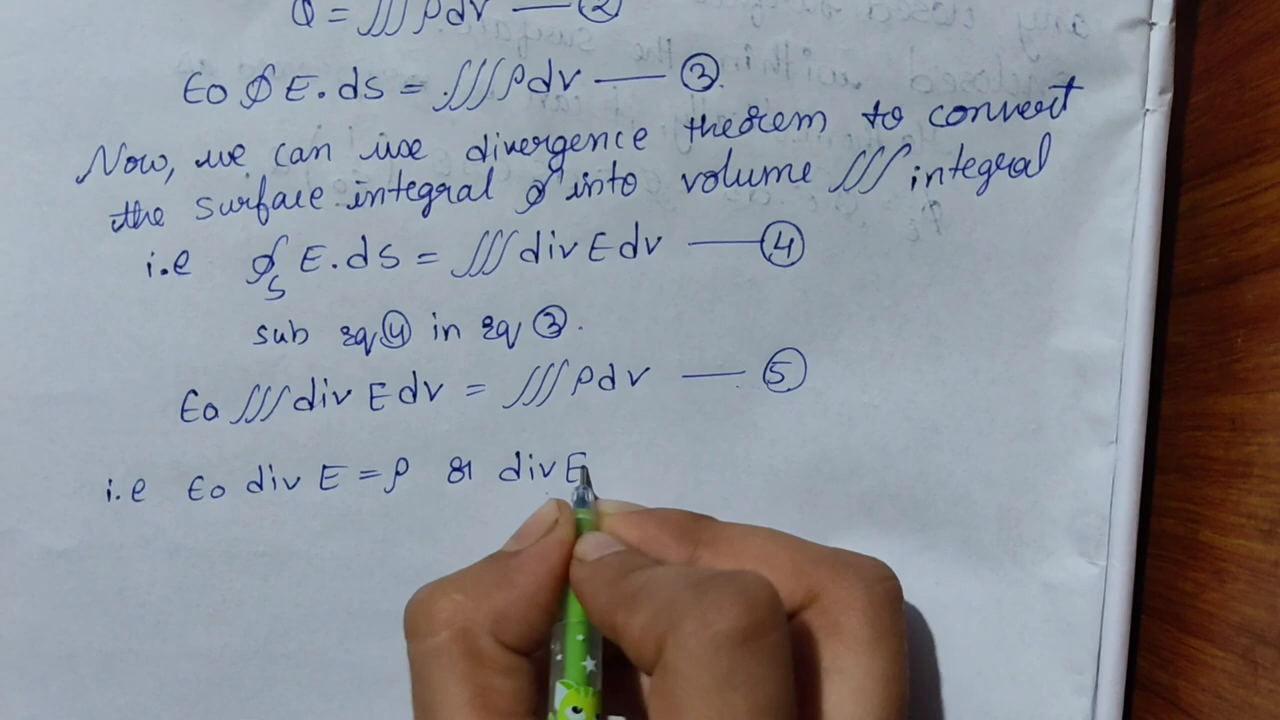 Q = ∭ρdv — ②
ϵ₀ ∮ E. ds = ∭ρdv — ③
Now, we can use divergence theorem to convert
the surface integral ∮ into volume ∭ integral
i.e ∮s E. ds = ∭ div E dv — ④
sub eq ④ in eq ③.
ϵ₀ ∭ div E dv = ∭ ρdv — ⑤
i.e ϵ₀ div E = ρ or div E